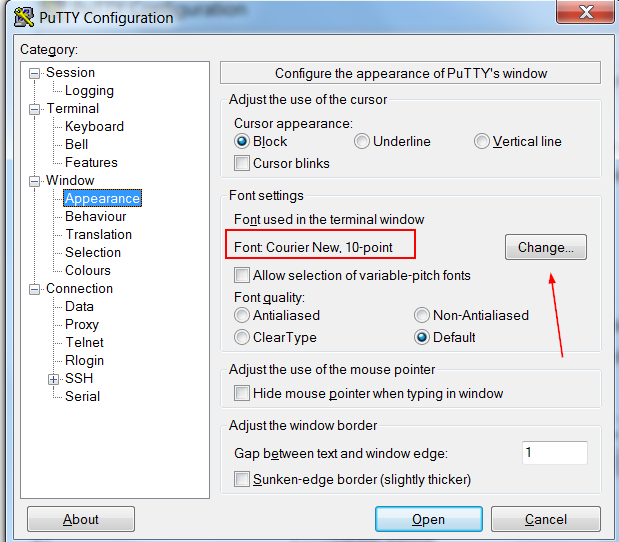 PuTTY Configuration
Category:
Session
Logging
Terminal
Keyboard
Bell
Features
Window
Appearance
Behaviour
Translation
Selection
Colours
Connection
Data
Proxy
Telnet
Rlogin
SSH
Serial
Configure the appearance of PuTTY's window
Adjust the use of the cursor
Cursor appearance:
Block Underline Vertical line
Cursor blinks
Font settings
Font used in the terminal window
Font: Courier New, 10-point Change...
Allow selection of variable-pitch fonts
Font quality:
Antialiased Non-Antialiased
ClearType Default
Adjust the use of the mouse pointer
Hide mouse pointer when typing in window
Adjust the window border
Gap between text and window edge: 1
Sunken-edge border (slightly thicker)
About Open Cancel